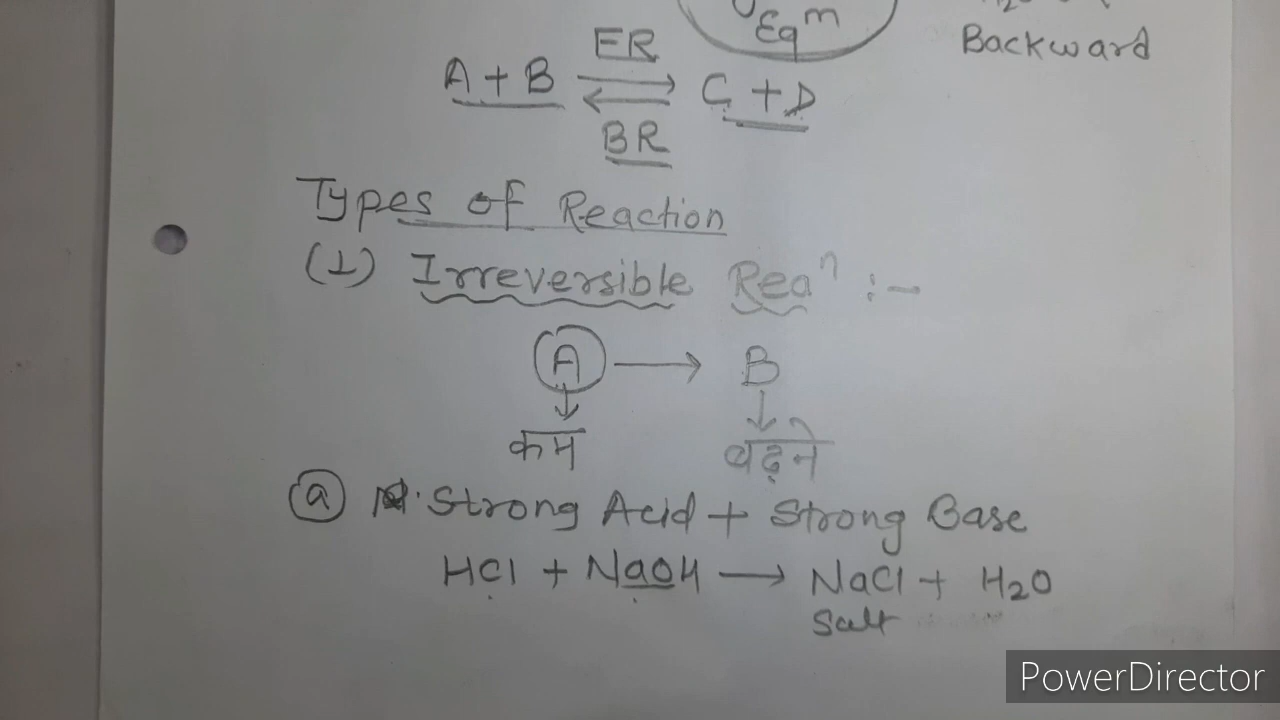 Eqm
Backward
FR
A + B ⇌ C + D
BR
Types of Reaction
(1) Irreversible Reaⁿ :-
A → B
↓ ↓
कम बढ़ने
(a) Strong Acid + Strong Base
HCl + NaOH → NaCl + H₂O
Salt
PowerDirector